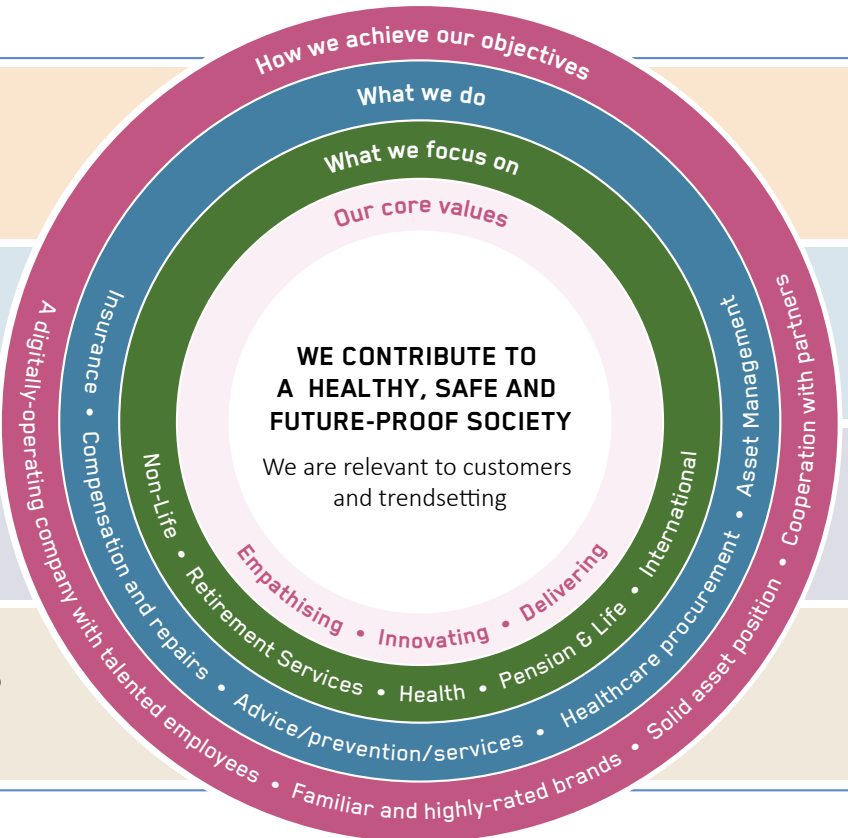 How we achieve our objectives
What we do
What we focus on
Our core values
WE CONTRIBUTE TO
A HEALTHY, SAFE AND
FUTURE-PROOF SOCIETY
We are relevant to customers
and trendsetting
Empathising • Innovating • Delivering
Non-Life • Retirement Services • Health • Pension & Life • International
Insurance • Compensation and repairs • Advice/prevention/services • Healthcare procurement • Asset Management
A digitally-operating company with talented employees • Familiar and highly-rated brands • Solid asset position • Cooperation with partners